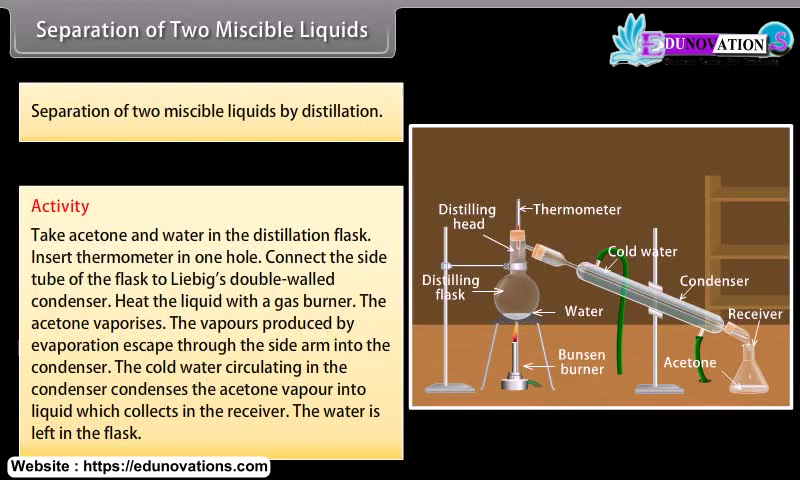 Separation of Two Miscible Liquids
EDUNOVATIONS
Separation of two miscible liquids by distillation.
Activity
Take acetone and water in the distillation flask.
Insert thermometer in one hole. Connect the side
tube of the flask to Liebig's double-walled
condenser. Heat the liquid with a gas burner. The
acetone vaporises. The vapours produced by
evaporation escape through the side arm into the
condenser. The cold water circulating in the
condenser condenses the acetone vapour into
liquid which collects in the receiver. The water is
left in the flask.
Distilling
head
Thermometer
Cold water
Distilling
flask
Condenser
Water
Receiver
Bunsen
burner
Acetone
Website : https://edunovations.com